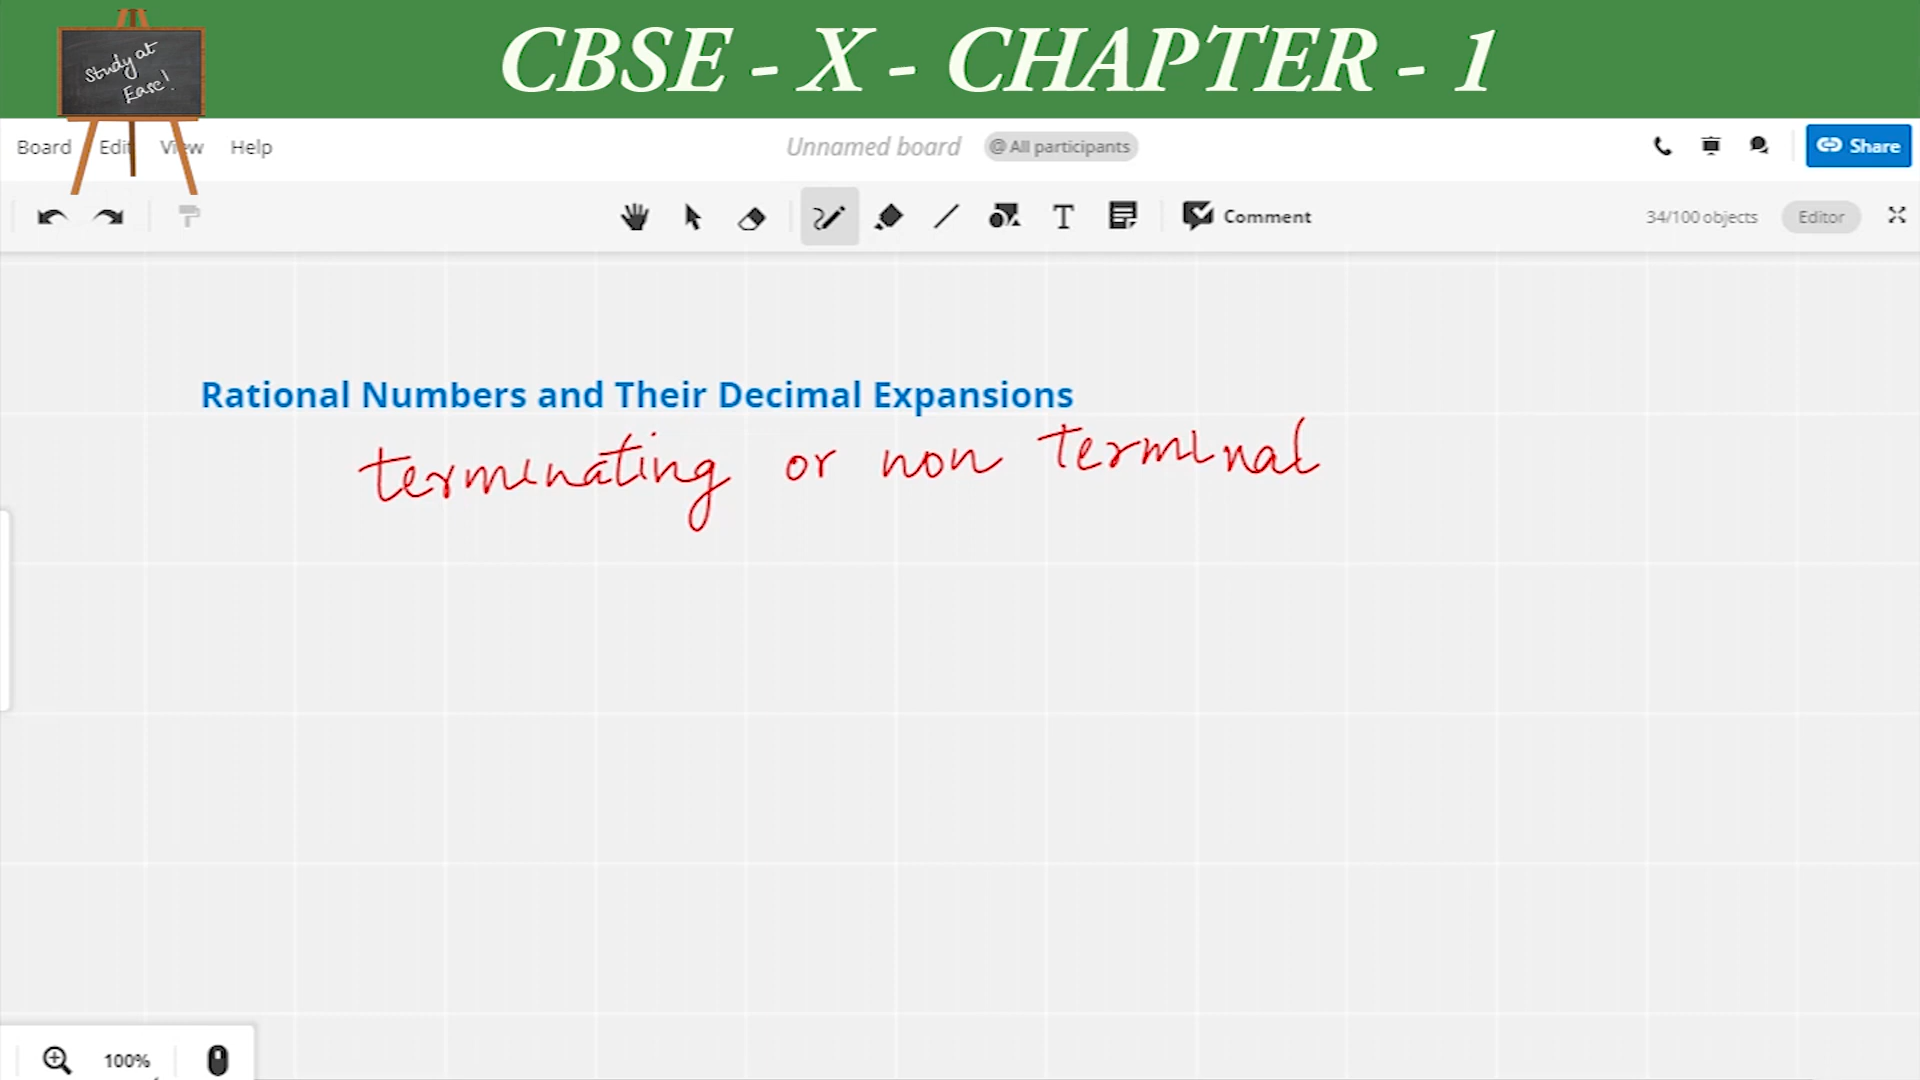 CBSE - X - CHAPTER - 1
Study at
Ease!
Board Edit View Help
Unnamed board @ All participants
Share
T
Comment
34/100 objects
Editor
Rational Numbers and Their Decimal Expansions
terminating or non terminal
100%